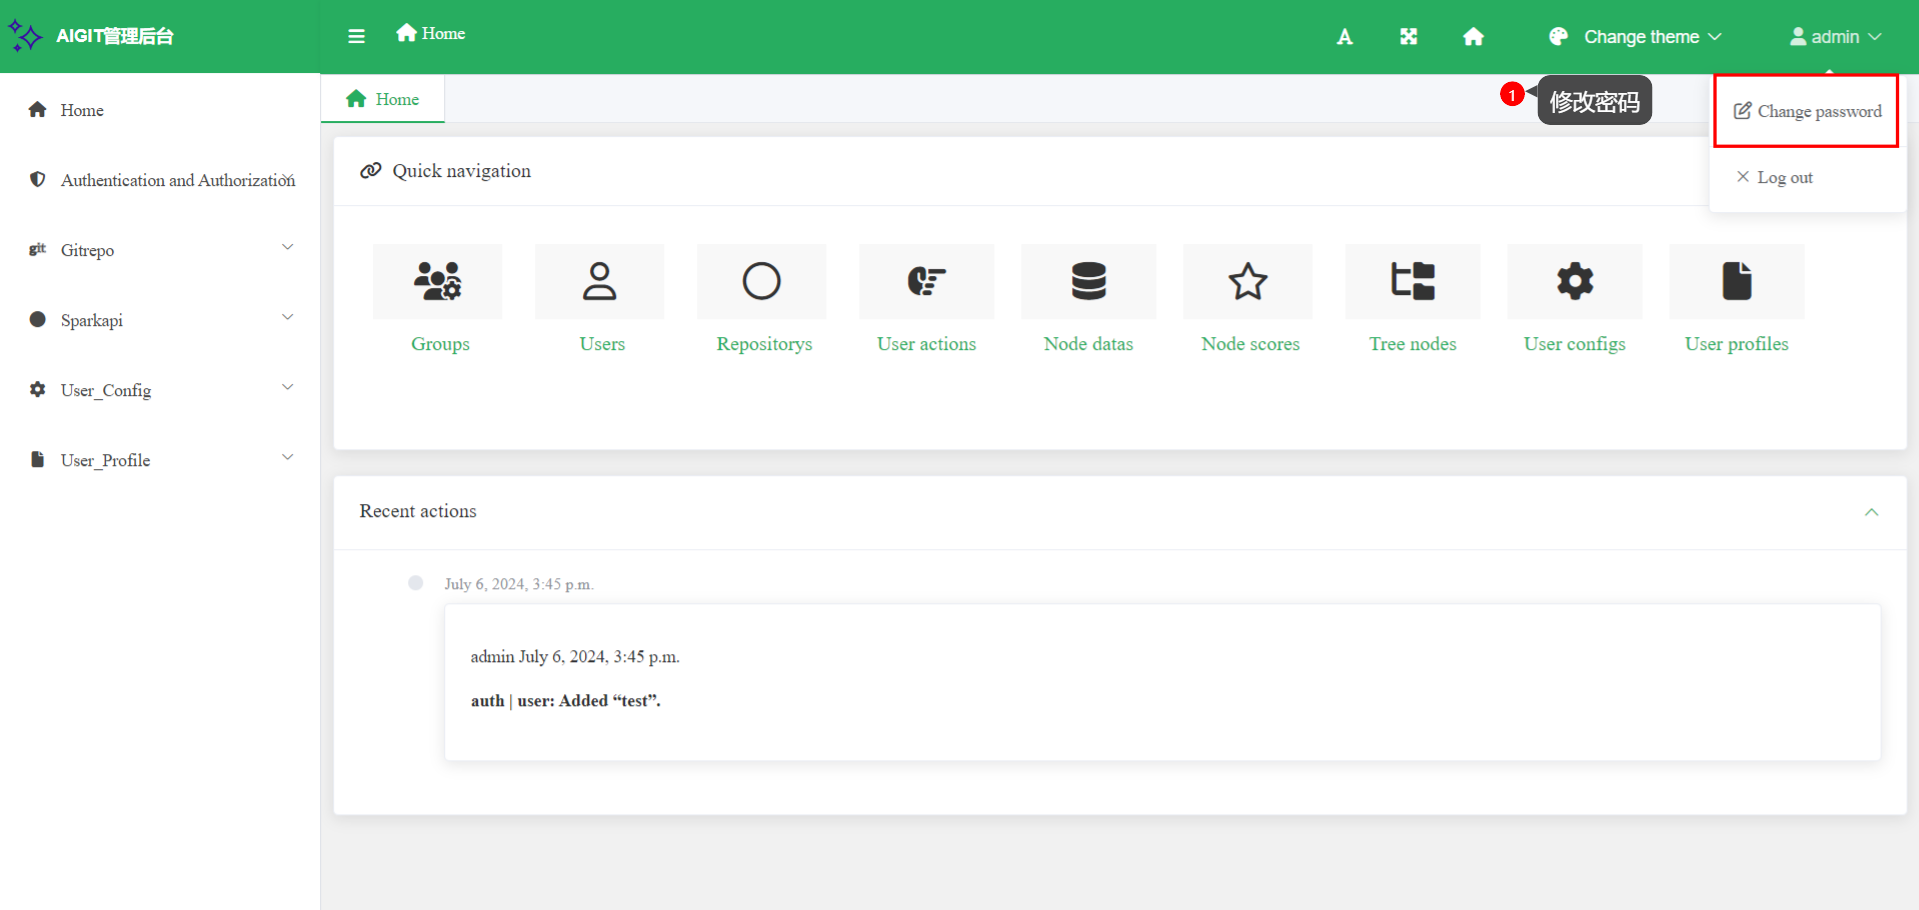 AIGIT管理后台
Home
A
Change theme
admin
Home
Authentication and Authorization
git
Gitrepo
Sparkapi
User_Config
User_Profile
Home
1
修改密码
Change password
Log out
Quick navigation
Groups
Users
Repositorys
User actions
Node datas
Node scores
Tree nodes
User configs
User profiles
Recent actions
July 6, 2024, 3:45 p.m.
admin July 6, 2024, 3:45 p.m.
auth | user: Added “test”.